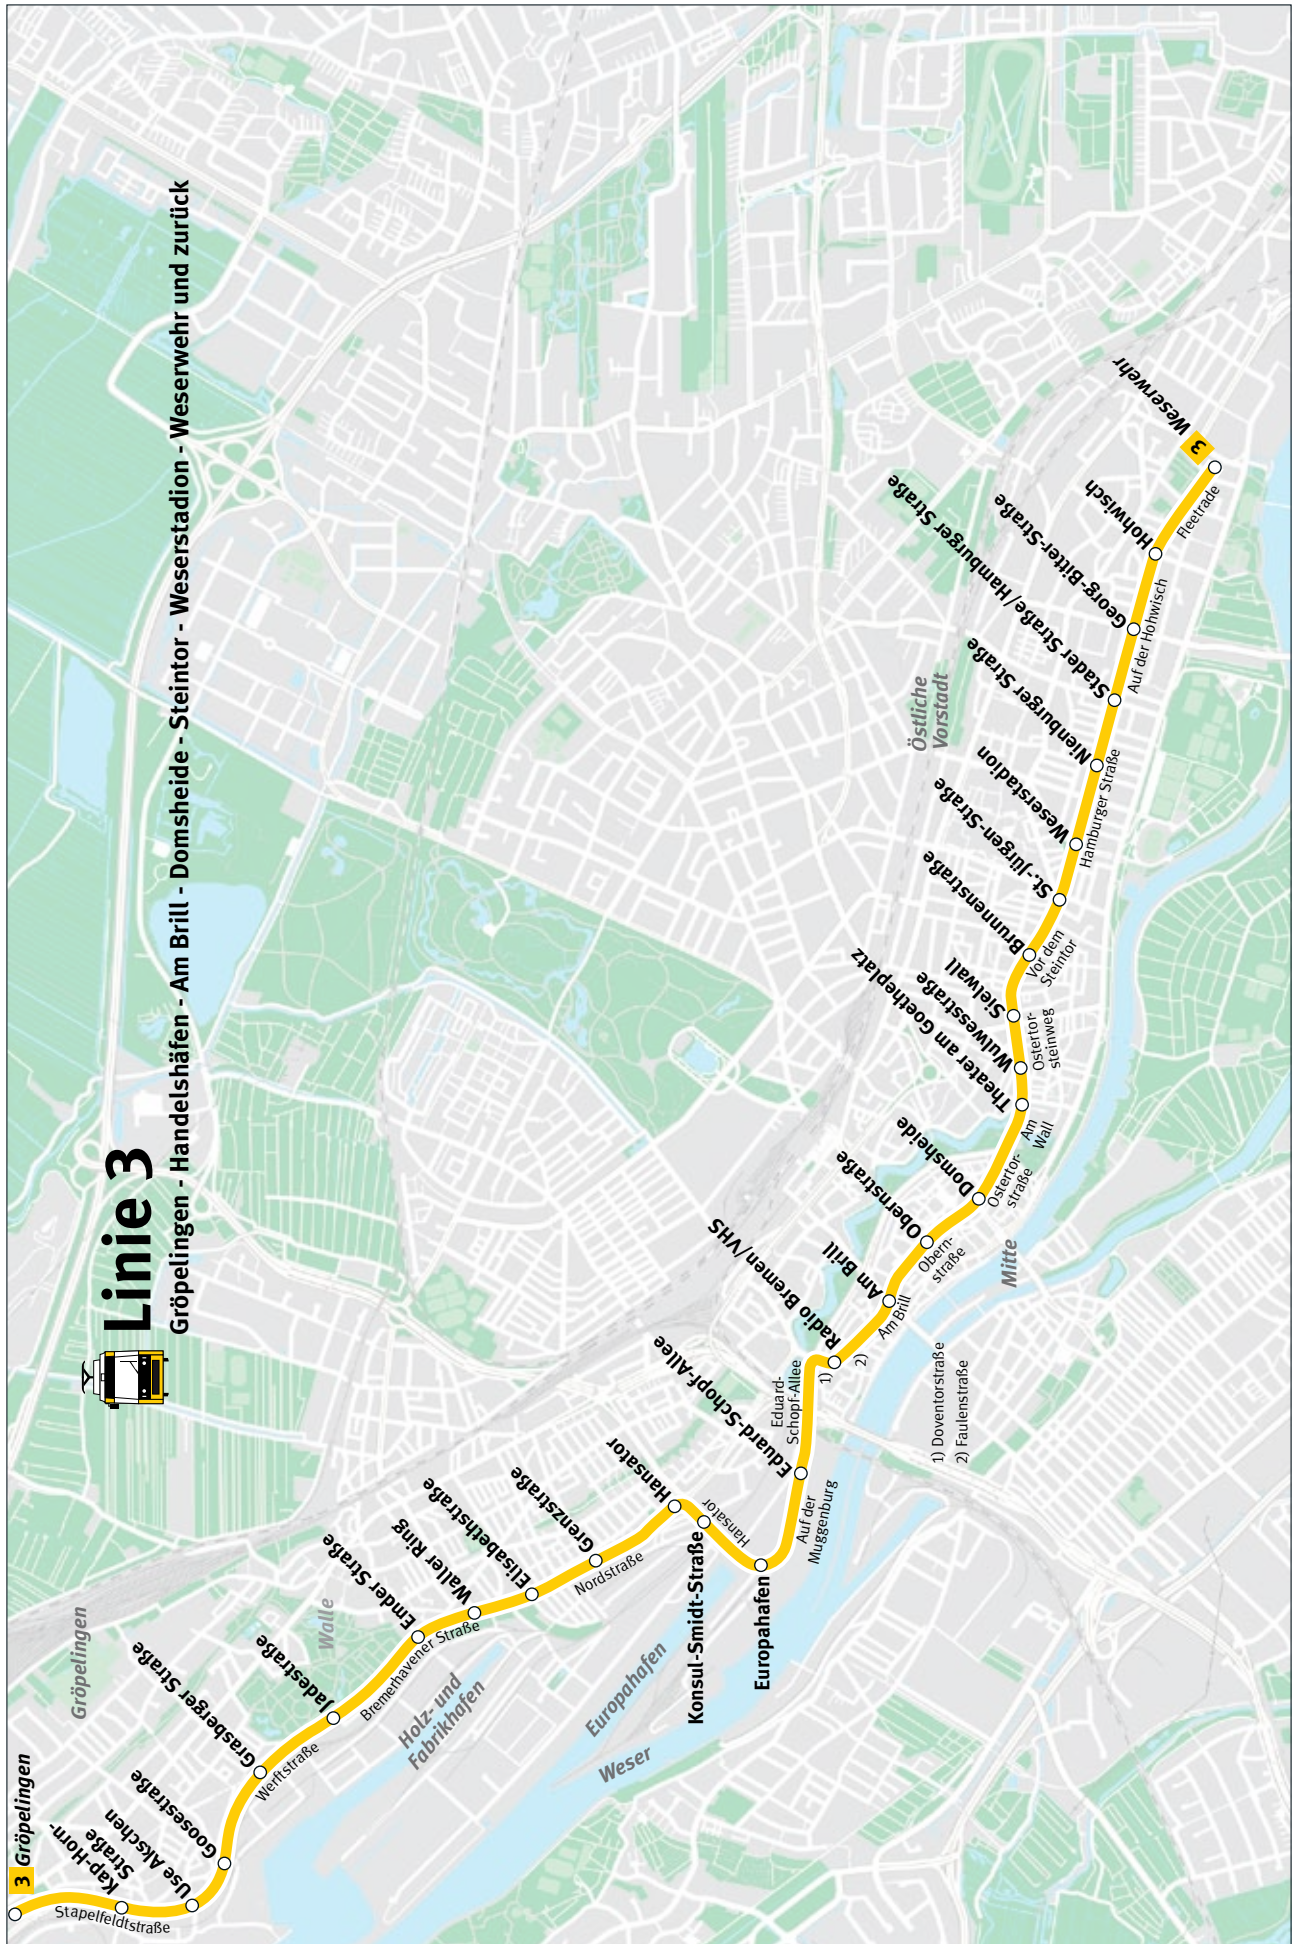 Linie 3
Gröpelingen - Handelshäfen - Am Brill - Domsheide - Steintor - Weserstadion - Weserwehr und zurück
3 Gröpelingen
Kap-Horn-
Straße
Stapelfeldtstraße
Use Akschen
Goosestraße
Gröpelingen
Grasberger Straße
Werftstraße
Jadestraße
Walle
Bremerhavener Straße
Emder Straße
Waller Ring
Holz- und
Fabrikhafen
Elisabethstraße
Grenzstraße
Nordstraße
Hansator
Hansator
Konsul-Smidt-Straße
Europahafen
Europahafen
Weser
Auf der
Muggenburg
Eduard-Schopf-Allee
Eduard-
Schopf-Allee
1)
Radio Bremen/VHS
2)
Am Brill
Am Brill
1) Doventorstraße
2) Faulenstraße
Obernstraße
Obern-
straße
Mitte
Domsheide
Ostertor-
straße
Am
Wall
Theater am Goetheplatz
Wulwesstraße
Ostertor-
steinweg
Sielwall
Vor dem
Steintor
Brunnenstraße
St.-Jürgen-Straße
Weserstadion
Östliche
Vorstadt
Hamburger Straße
Nienburger Straße
Stader Straße/Hamburger Straße
Auf der Hohwisch
Georg-Bitter-Straße
Hohwisch
Fleetrade
3 Weserwehr